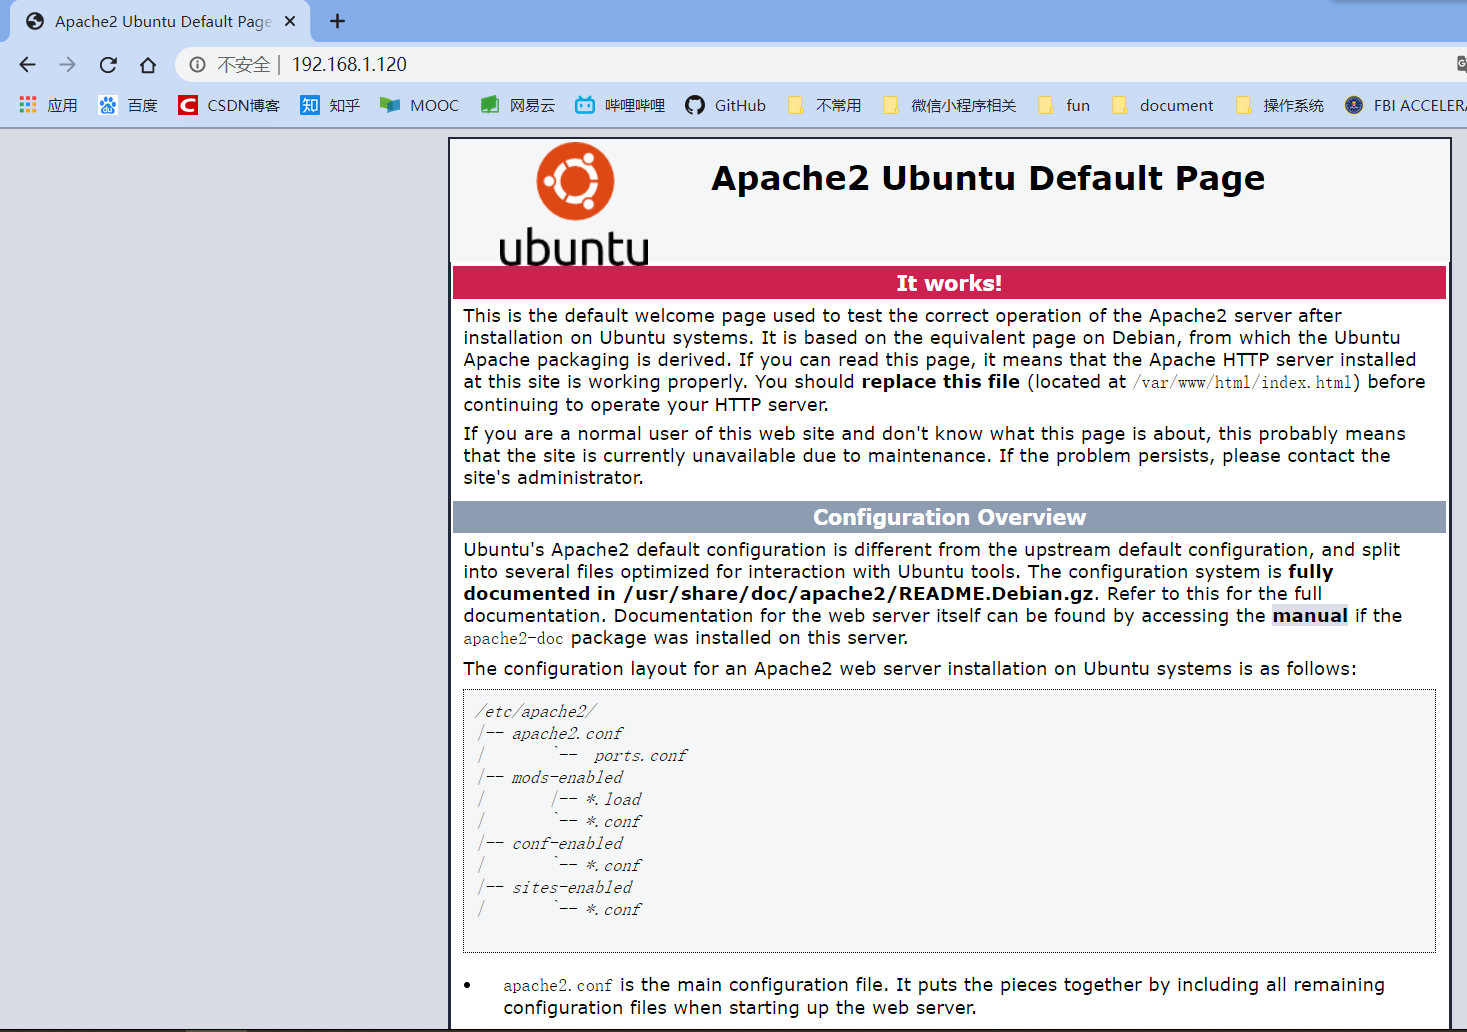 Apache2 Ubuntu Default Page
不安全 | 192.168.1.120
应用 百度 CSDN博客 知乎 MOOC 网易云 哔哩哔哩 GitHub 不常用 微信小程序相关 fun document 操作系统 FBI ACCELERA
ubuntu
Apache2 Ubuntu Default Page
It works!
This is the default welcome page used to test the correct operation of the Apache2 server after
installation on Ubuntu systems. It is based on the equivalent page on Debian, from which the Ubuntu
Apache packaging is derived. If you can read this page, it means that the Apache HTTP server installed
at this site is working properly. You should replace this file (located at /var/www/html/index.html) before
continuing to operate your HTTP server.
If you are a normal user of this web site and don't know what this page is about, this probably means
that the site is currently unavailable due to maintenance. If the problem persists, please contact the
site's administrator.
Configuration Overview
Ubuntu's Apache2 default configuration is different from the upstream default configuration, and split
into several files optimized for interaction with Ubuntu tools. The configuration system is fully
documented in /usr/share/doc/apache2/README.Debian.gz. Refer to this for the full
documentation. Documentation for the web server itself can be found by accessing the manual if the
apache2-doc package was installed on this server.
The configuration layout for an Apache2 web server installation on Ubuntu systems is as follows:
/etc/apache2/
|-- apache2.conf
|       `--  ports.conf
|-- mods-enabled
|       |-- *.load
|       `-- *.conf
|-- conf-enabled
|       `-- *.conf
|-- sites-enabled
|       `-- *.conf
• apache2.conf is the main configuration file. It puts the pieces together by including all remaining
configuration files when starting up the web server.